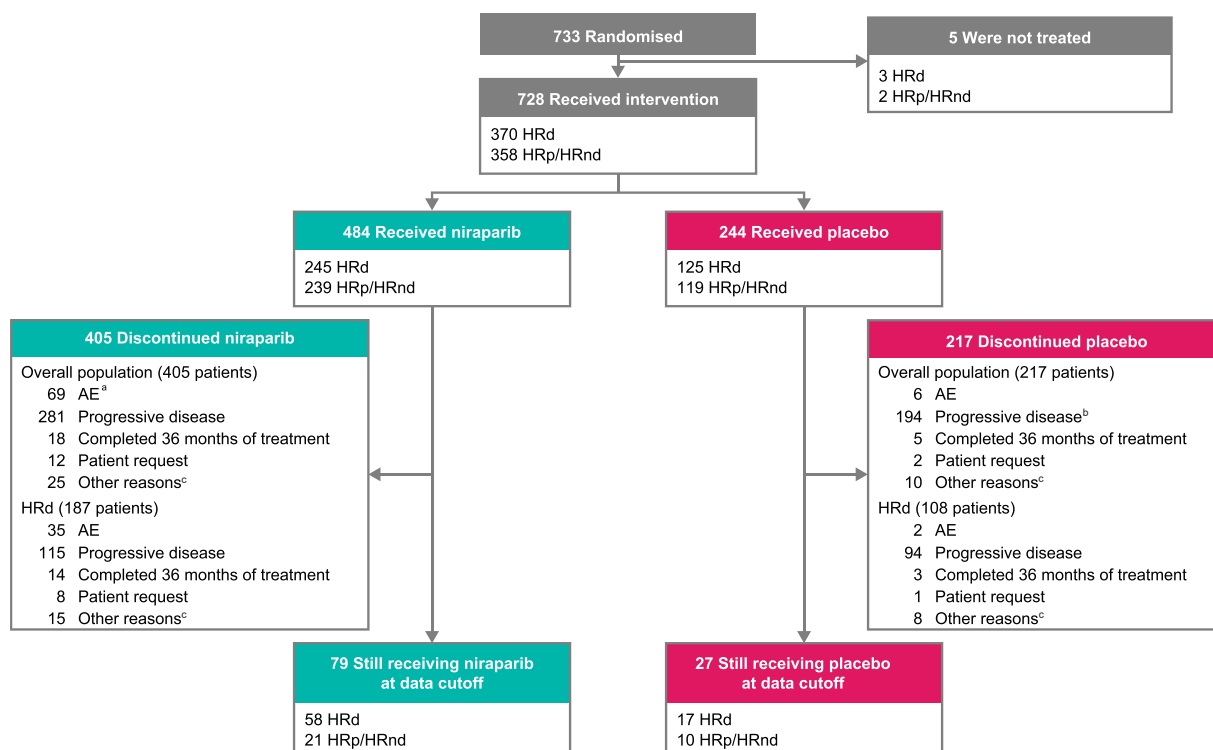 733 Randomised
5 Were not treated
3 HRd
2 HRp/HRnd
728 Received intervention
370 HRd
358 HRp/HRnd
484 Received niraparib
245 HRd
239 HRp/HRnd
244 Received placebo
125 HRd
119 HRp/HRnd
405 Discontinued niraparib
Overall population (405 patients)
69 AEᵃ
281 Progressive disease
18 Completed 36 months of treatment
12 Patient request
25 Other reasonsᶜ
HRd (187 patients)
35 AE
115 Progressive disease
14 Completed 36 months of treatment
8 Patient request
15 Other reasonsᶜ
217 Discontinued placebo
Overall population (217 patients)
6 AE
194 Progressive diseaseᵇ
5 Completed 36 months of treatment
2 Patient request
10 Other reasonsᶜ
HRd (108 patients)
2 AE
94 Progressive disease
3 Completed 36 months of treatment
1 Patient request
8 Other reasonsᶜ
79 Still receiving niraparib
at data cutoff
58 HRd
21 HRp/HRnd
27 Still receiving placebo
at data cutoff
17 HRd
10 HRp/HRnd